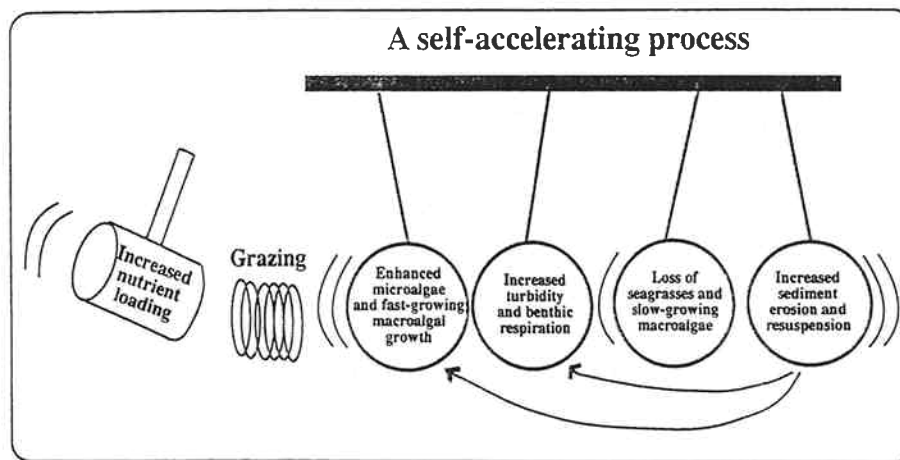 A self-accelerating process
Increased
nutrient
loading
Grazing
Enhanced
microalgae
and fast-growing
macroalgal
growth
Increased
turbidity
and benthic
respiration
Loss of
seagrasses and
slow-growing
macroalgae
Increased
sediment
erosion and
resuspension